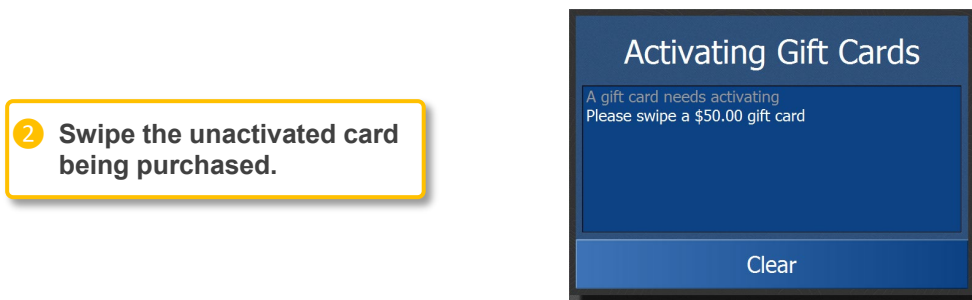 2 Swipe the unactivated card
being purchased.
Activating Gift Cards
A gift card needs activating
Please swipe a $50.00 gift card
Clear